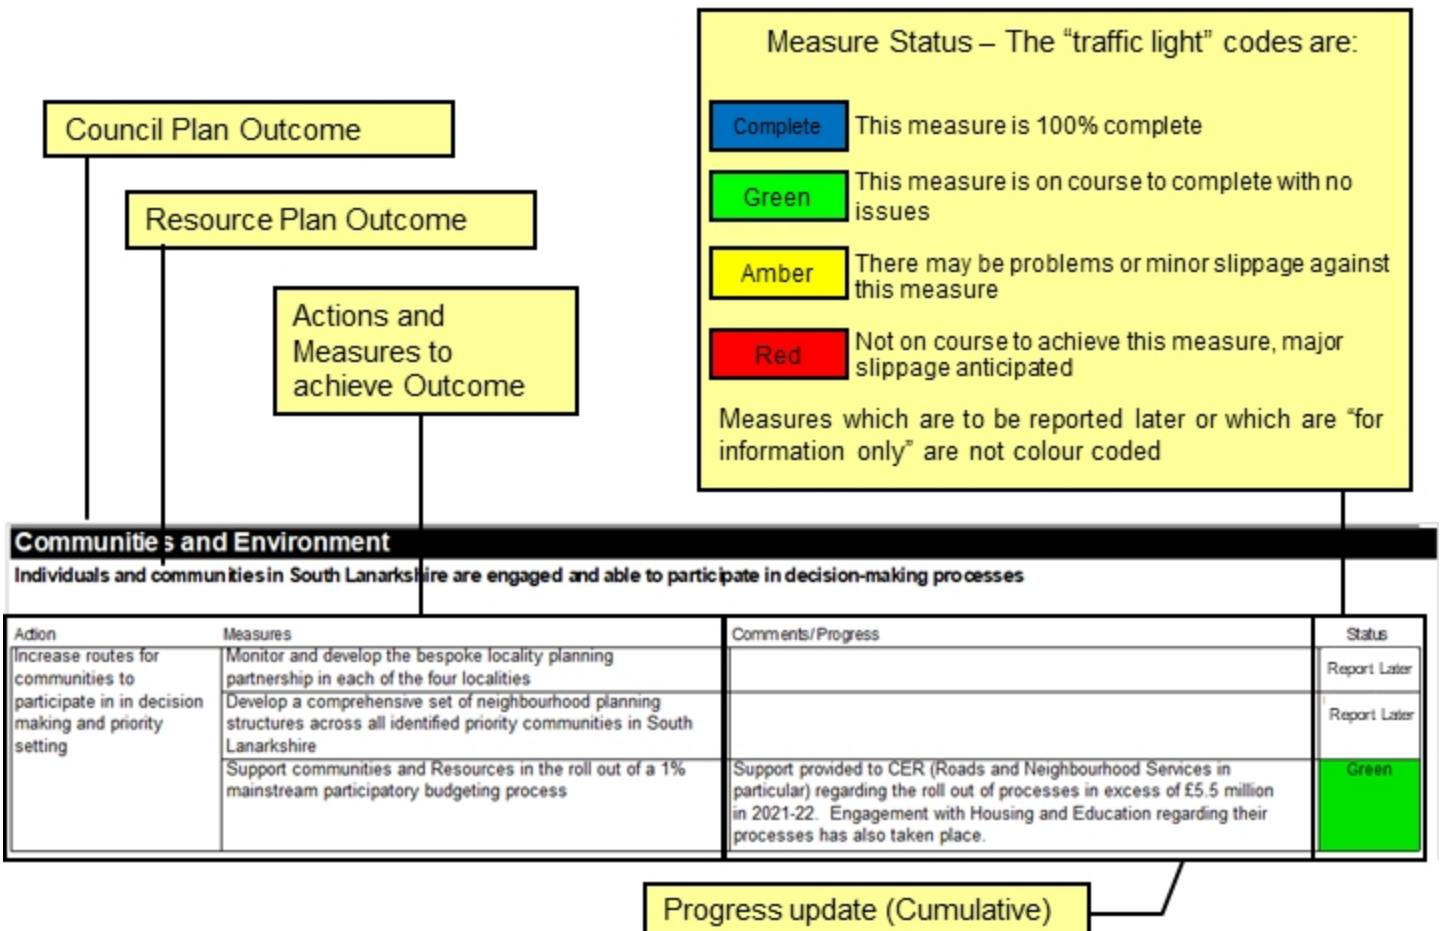 Measure Status – The “traffic light” codes are:
Complete
This measure is 100% complete
Green
This measure is on course to complete with no
issues
Amber
There may be problems or minor slippage against
this measure
Red
Not on course to achieve this measure, major
slippage anticipated
Measures which are to be reported later or which are “for
information only” are not colour coded
Council Plan Outcome
Resource Plan Outcome
Actions and
Measures to
achieve Outcome
Communities and Environment
Individuals and communities in South Lanarkshire are engaged and able to participate in decision-making processes
Action
Measures
Comments/Progress
Status
Increase routes for
communities to
participate in in decision
making and priority
setting
Monitor and develop the bespoke locality planning
partnership in each of the four localities
Report Later
Develop a comprehensive set of neighbourhood planning
structures across all identified priority communities in South
Lanarkshire
Report Later
Support communities and Resources in the roll out of a 1%
mainstream participatory budgeting process
Support provided to CER (Roads and Neighbourhood Services in
particular) regarding the roll out of processes in excess of £5.5 million
in 2021-22. Engagement with Housing and Education regarding their
processes has also taken place.
Green
Progress update (Cumulative)